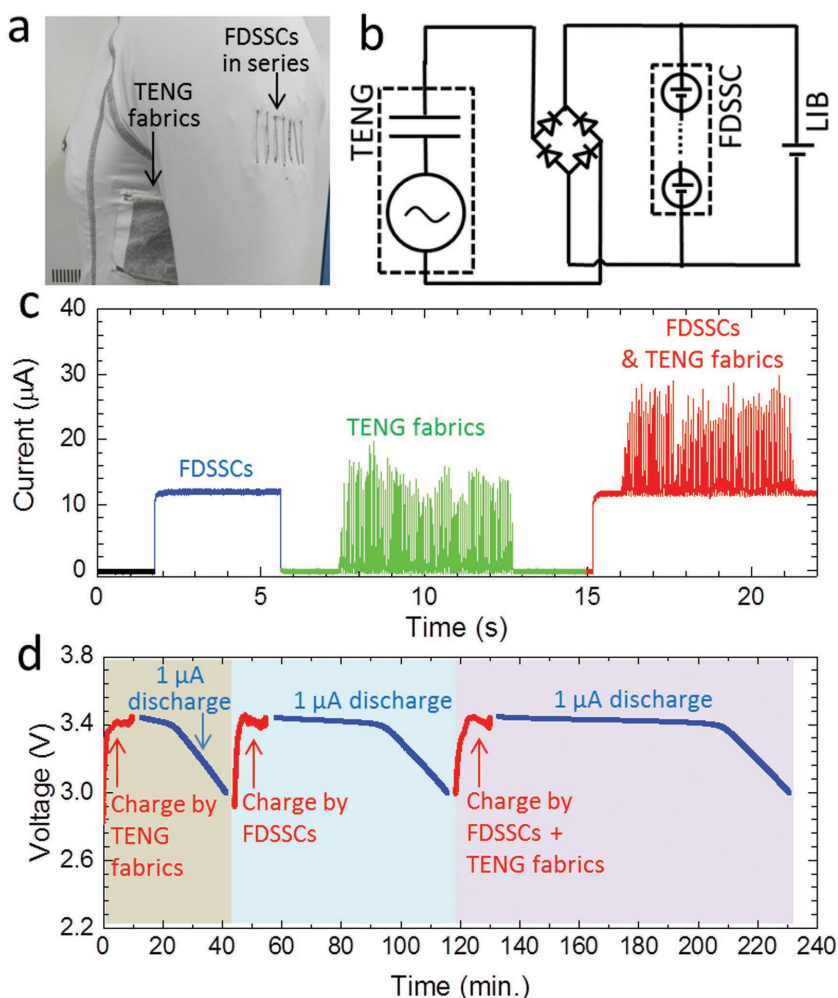 a
FDSSCs
in series
TENG
fabrics
b
TENG
FDSSC
LIB
c
40
30
20
10
0
Current (μA)
FDSSCs
TENG fabrics
FDSSCs
& TENG fabrics
0 5 10 15 20
Time (s)
d
3.8
3.4
3.0
2.6
2.2
Voltage (V)
1 μA
discharge
1 μA discharge
1 μA discharge
Charge by
TENG
fabrics
Charge by
FDSSCs
Charge by
FDSSCs +
TENG fabrics
0 20 40 60 80 100 120 140 160 180 200 220 240
Time (min.)